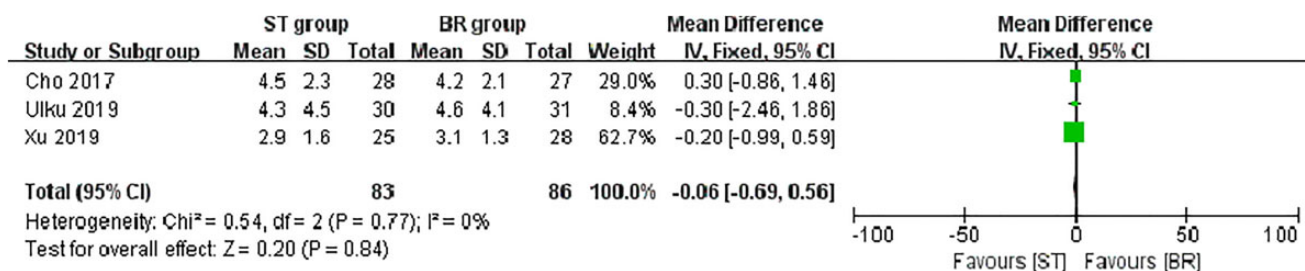 ST group BR group Mean Difference Mean Difference
Study or Subgroup Mean SD Total Mean SD Total Weight IV, Fixed, 95% CI IV, Fixed, 95% CI
Cho 2017 4.5 2.3 28 4.2 2.1 27 29.0% 0.30 [-0.86, 1.46]
Ulku 2019 4.3 4.5 30 4.6 4.1 31 8.4% -0.30 [-2.46, 1.86]
Xu 2019 2.9 1.6 25 3.1 1.3 28 62.7% -0.20 [-0.99, 0.59]
Total (95% CI) 83 86 100.0% -0.06 [-0.69, 0.56]
Heterogeneity: Chi² = 0.54, df = 2 (P = 0.77); I² = 0%
Test for overall effect: Z = 0.20 (P = 0.84)
-100 -50 0 50 100
Favours [ST] Favours [BR]